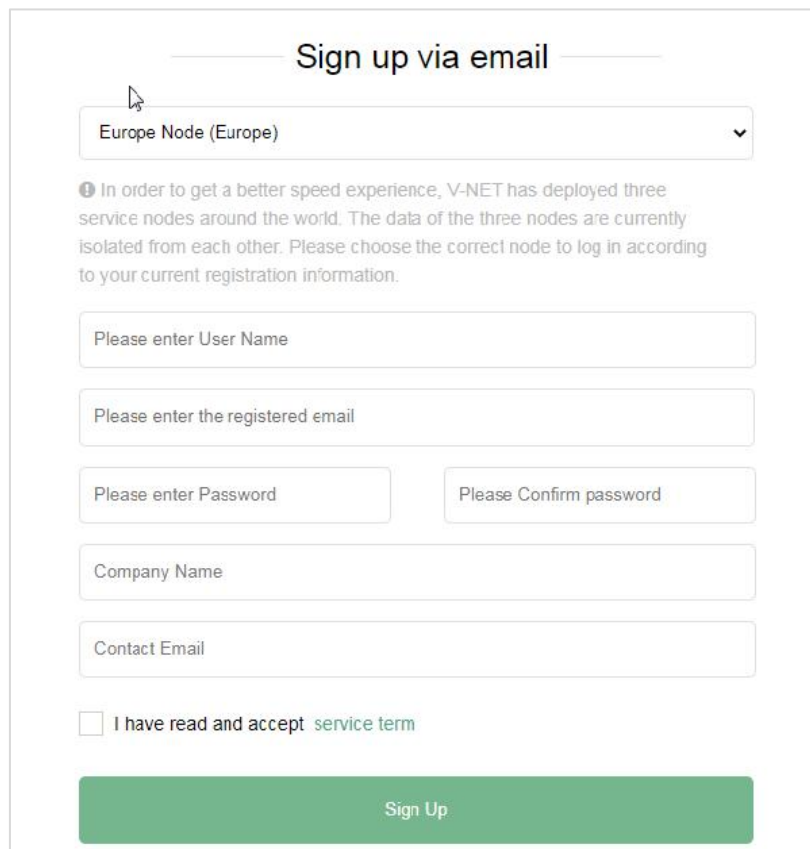 Sign up via email
Europe Node (Europe)
In order to get a better speed experience, V-NET has deployed three
service nodes around the world. The data of the three nodes are currently
isolated from each other. Please choose the correct node to log in according
to your current registration information.
Please enter User Name
Please enter the registered email
Please enter Password Please Confirm password
Company Name
Contact Email
I have read and accept service term
Sign Up